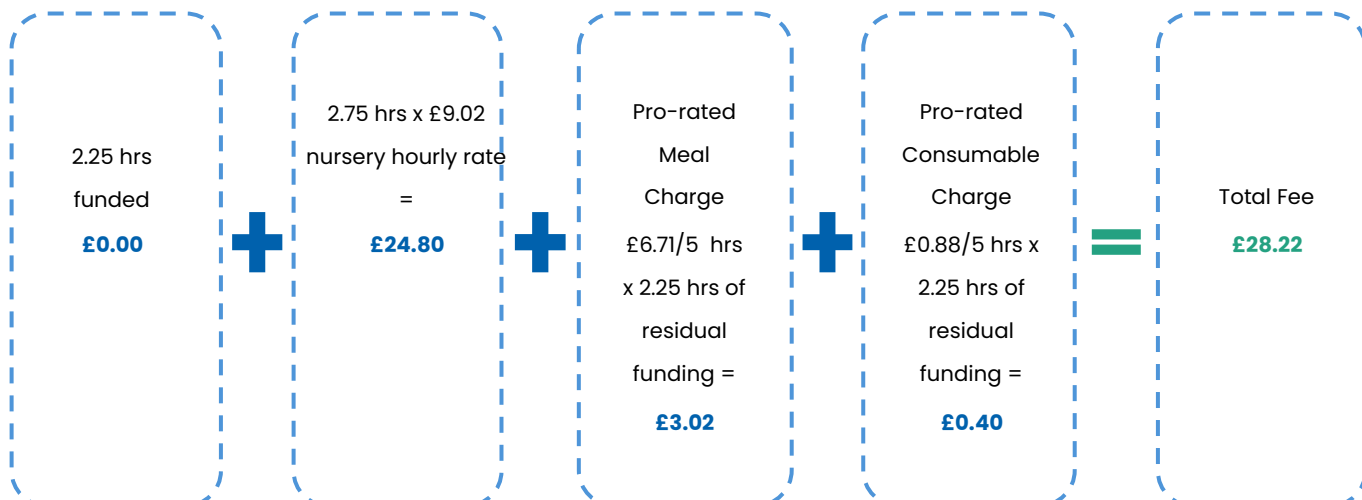 2.25 hrs
funded
£0.00
2.75 hrs x £9.02
nursery hourly rate
=
£24.80
Pro-rated
Meal
Charge
£6.71/5 hrs
x 2.25 hrs of
residual
funding =
£3.02
Pro-rated
Consumable
Charge
£0.88/5 hrs x
2.25 hrs of
residual
funding =
£0.40
Total Fee
£28.22